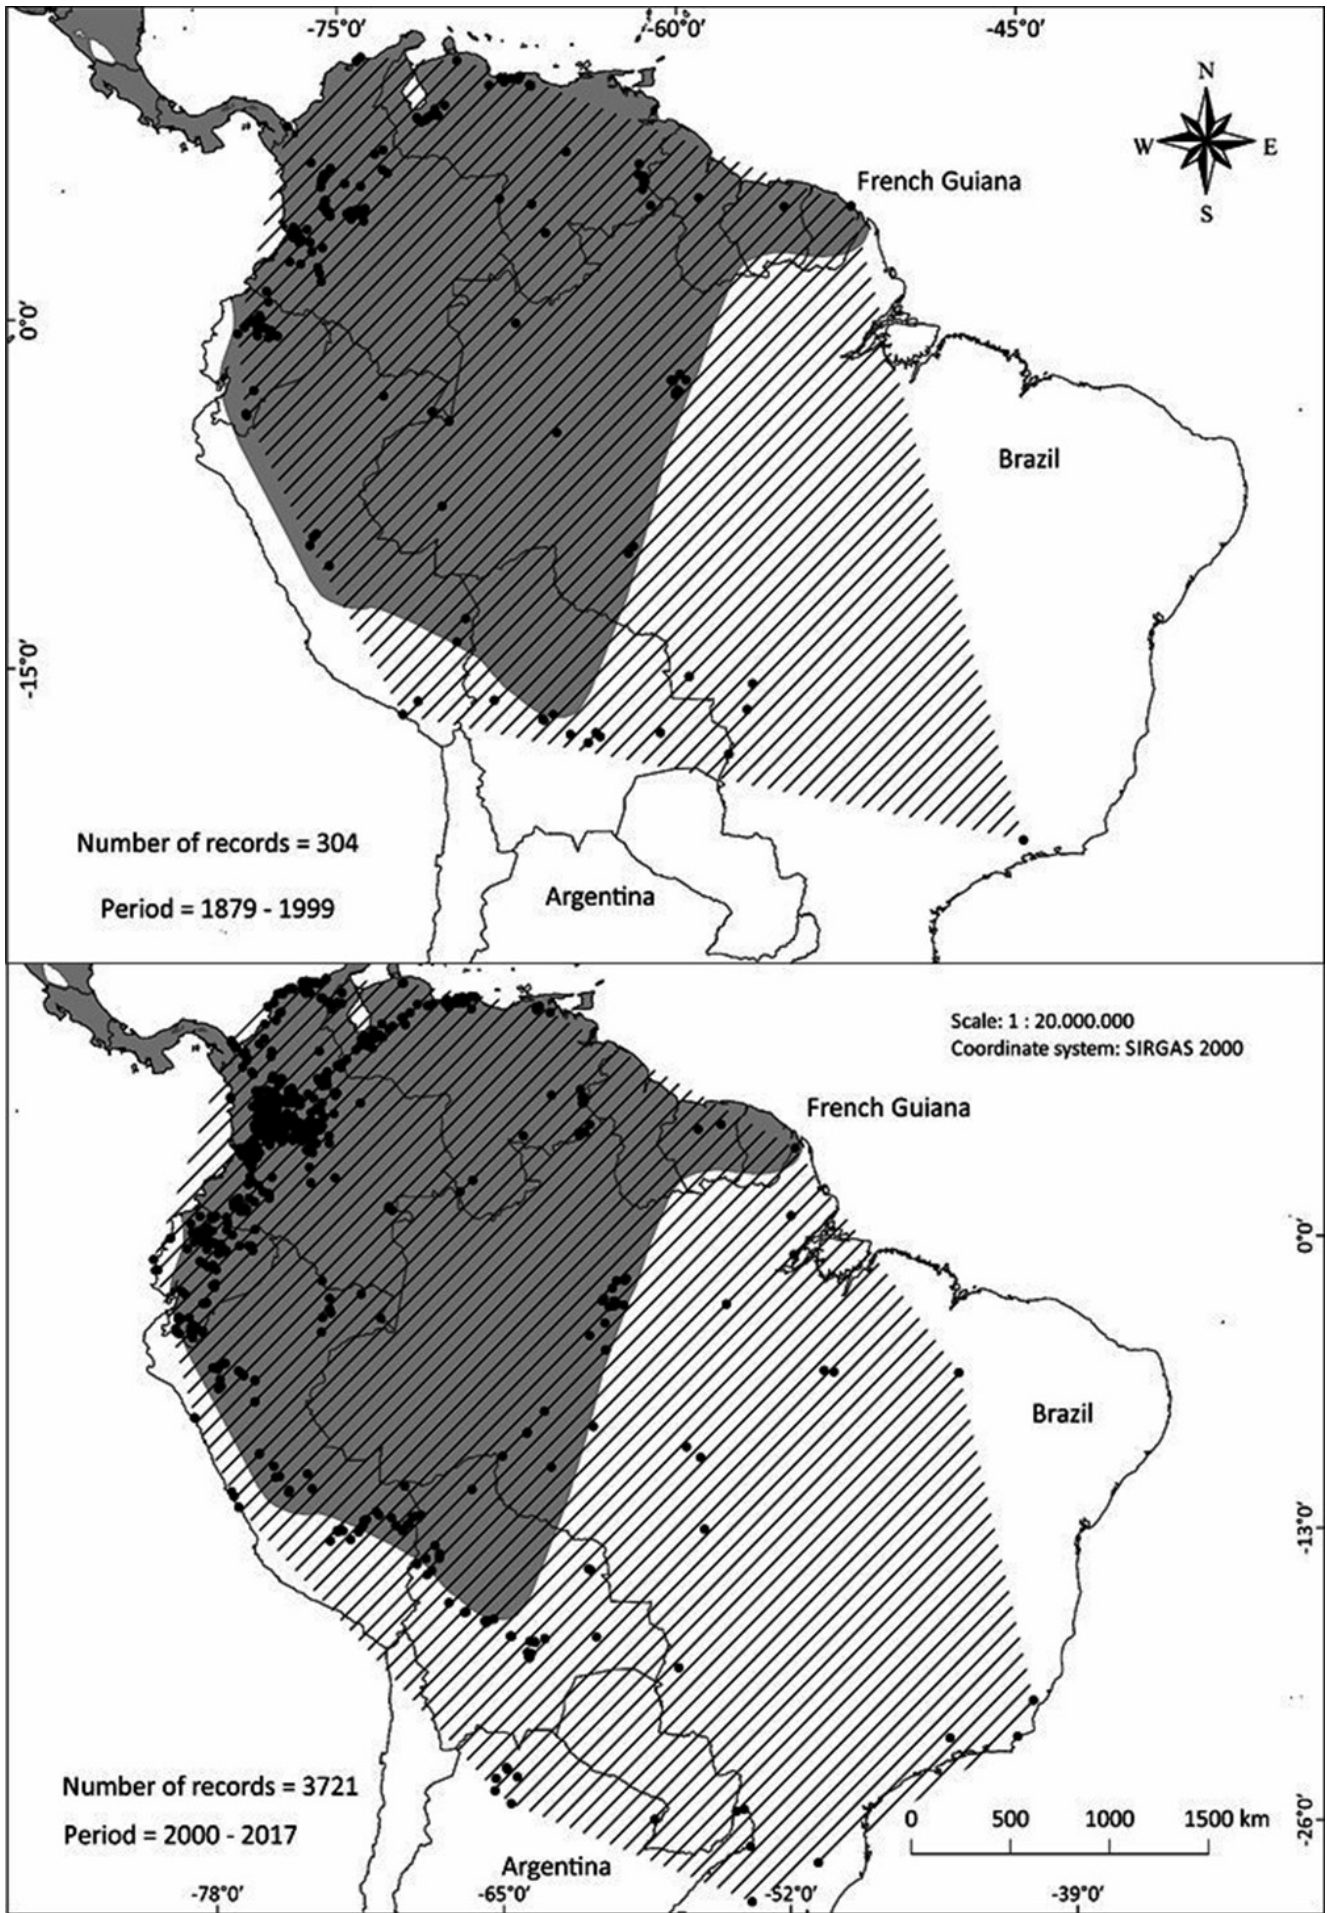 -75°0'
-60°0'
-45°0'
N
W
E
S
French Guiana
0°0'
Brazil
-15°0'
Number of records = 304
Period = 1879 - 1999
Argentina
Scale: 1 : 20.000.000
Coordinate system: SIRGAS 2000
French Guiana
0°0'
Brazil
-13°0'
Number of records = 3721
Period = 2000 - 2017
0
500
1000
1500 km
-26°0'
Argentina
-78°0'
-65°0'
-52°0'
-39°0'